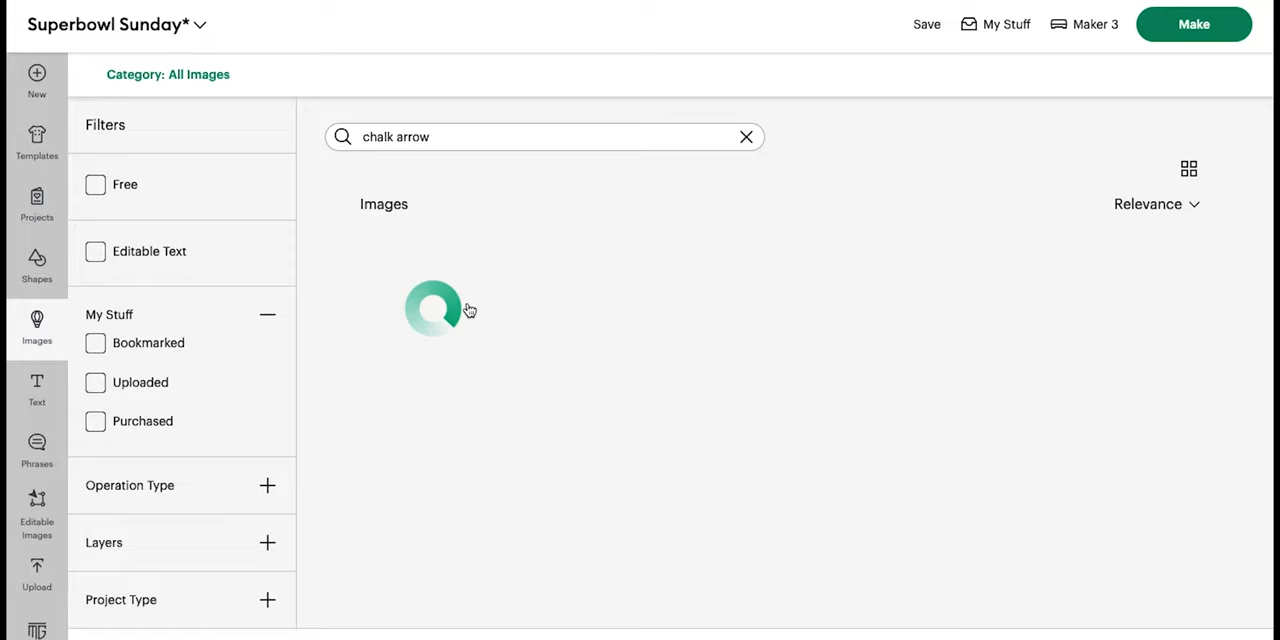 Superbowl Sunday*
Save
My Stuff
Maker 3
Make
New
Templates
Projects
Shapes
Images
Text
Phrases
Editable
Images
Upload
Category: All Images
Filters
Free
Editable Text
My Stuff
Bookmarked
Uploaded
Purchased
Operation Type
Layers
Project Type
chalk arrow
Images
Relevance